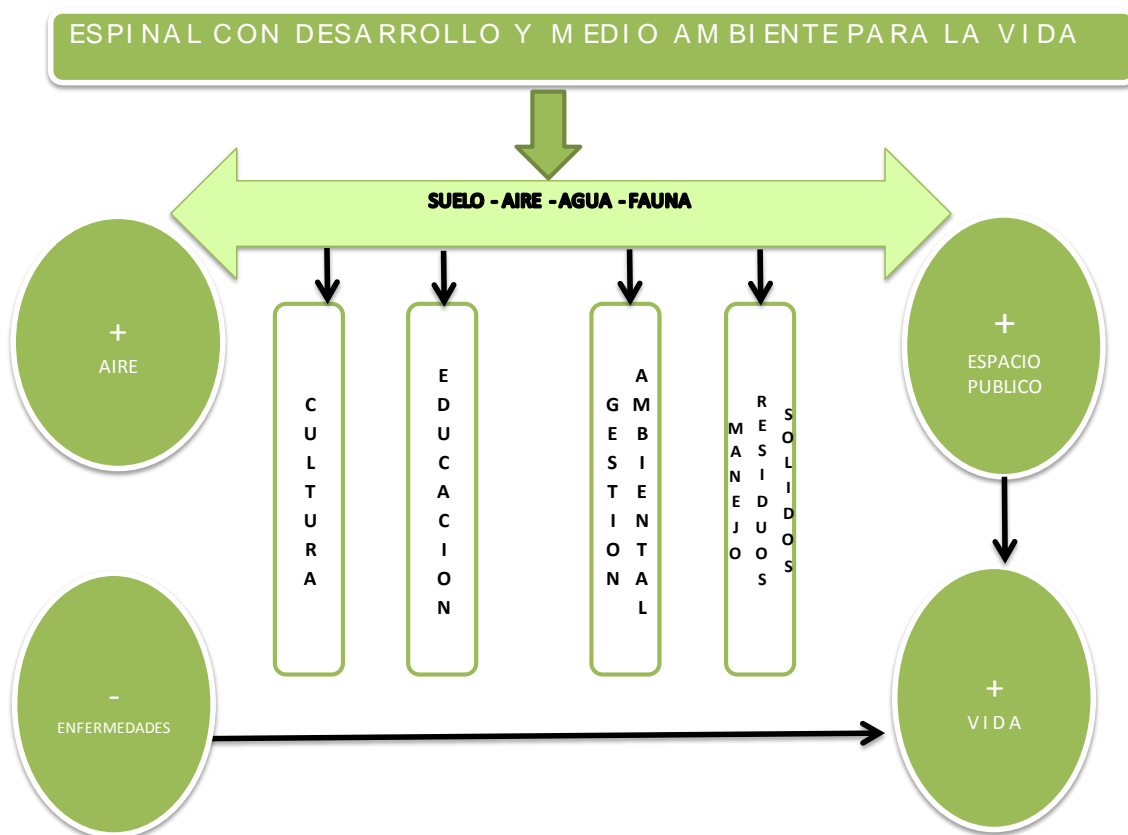 ESPINAL CON DESARROLLO Y MEDIO AMBIENTE PARA LA VIDA
SUELO - AIRE - AGUA - FAUNA
+
AIRE
+
ESPACIO
PUBLICO
CULTURA
EDUCACION
GESTION
AMBIENTAL
MANEJO
RESIDUOS
SOLIDOS
-
ENFERMEDADES
+
VIDA